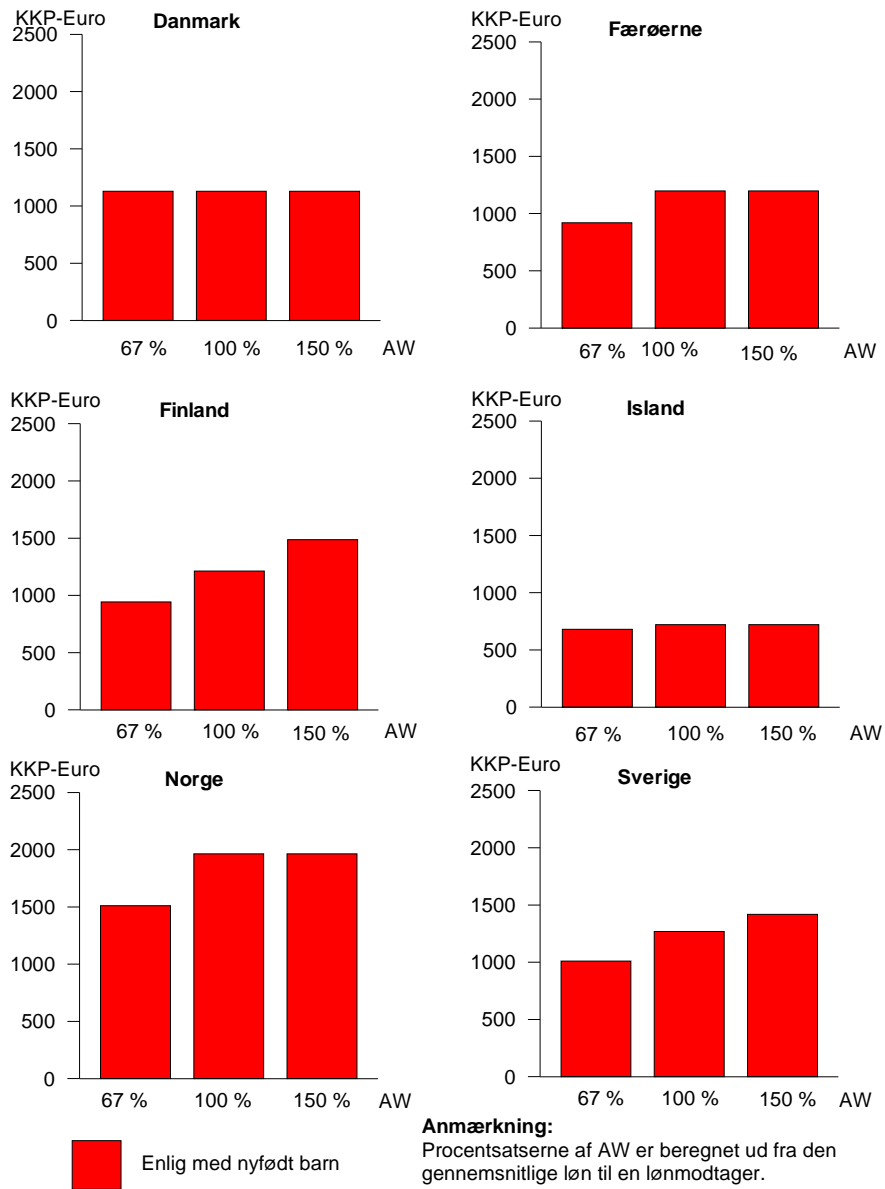 KKP-Euro
Danmark
2500
2000
1500
1000
500
0
67 % 100 % 150 % AW
KKP-Euro
Færøerne
2500
2000
1500
1000
500
0
67 % 100 % 150 % AW
KKP-Euro
Finland
2500
2000
1500
1000
500
0
67 % 100 % 150 % AW
KKP-Euro
Island
2500
2000
1500
1000
500
0
67 % 100 % 150 % AW
KKP-Euro
Norge
2500
2000
1500
1000
500
0
67 % 100 % 150 % AW
KKP-Euro
Sverige
2500
2000
1500
1000
500
0
67 % 100 % 150 % AW
Enlig med nyfødt barn
Anmærkning:
Procentsatserne af AW er beregnet ud fra den
gennemsnitlige løn til en lønmodtager.